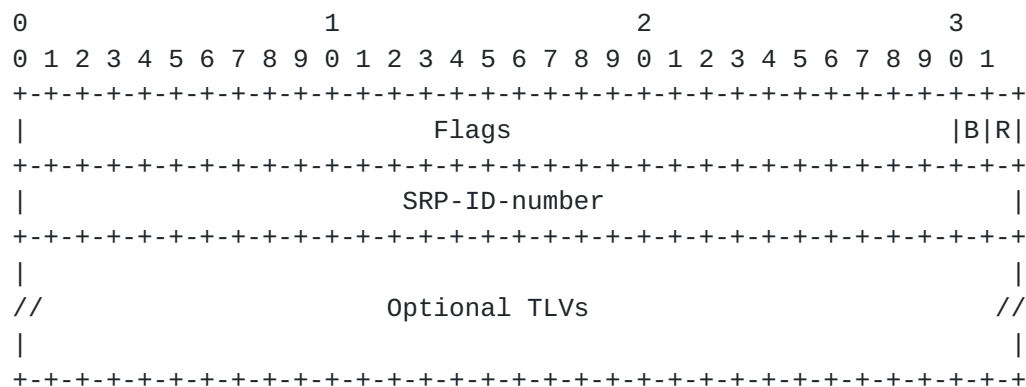 0                   1                   2                   3
0 1 2 3 4 5 6 7 8 9 0 1 2 3 4 5 6 7 8 9 0 1 2 3 4 5 6 7 8 9 0 1
+-+-+-+-+-+-+-+-+-+-+-+-+-+-+-+-+-+-+-+-+-+-+-+-+-+-+-+-+-+-+-+-+
|                          Flags                            |B|R|
+-+-+-+-+-+-+-+-+-+-+-+-+-+-+-+-+-+-+-+-+-+-+-+-+-+-+-+-+-+-+-+-+
|                        SRP-ID-number                          |
+-+-+-+-+-+-+-+-+-+-+-+-+-+-+-+-+-+-+-+-+-+-+-+-+-+-+-+-+-+-+-+-+
|                                                               |
//                      Optional TLVs                          //
|                                                               |
+-+-+-+-+-+-+-+-+-+-+-+-+-+-+-+-+-+-+-+-+-+-+-+-+-+-+-+-+-+-+-+-+